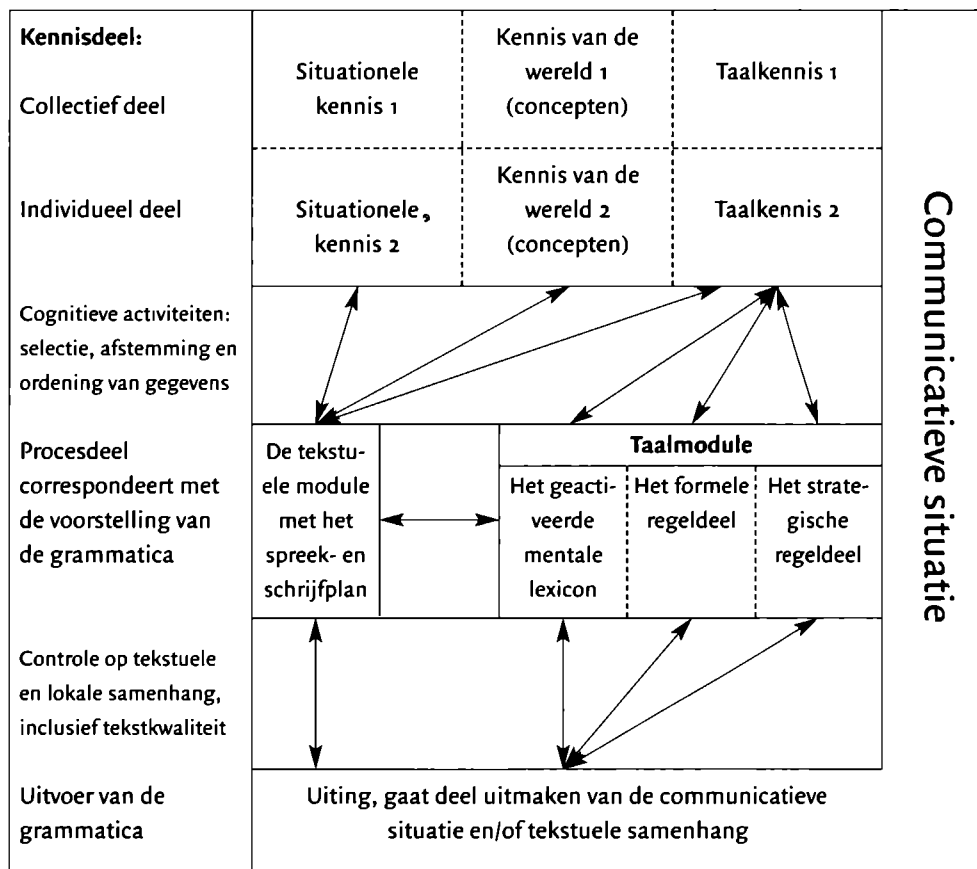 Kennisdeel:
Collectief deel
Situationele
kennis 1
Kennis van de
wereld 1
(concepten)
Taalkennis 1
Individueel deel
Situationele,
kennis 2
Kennis van de
wereld 2
(concepten)
Taalkennis 2
Cognitieve activiteiten:
selectie, afstemming en
ordening van gegevens
Procesdeel
correspondeert met
de voorstelling van
de grammatica
De tekstu-
ele module
met het
spreek- en
schrijfplan
Taalmodule
Het geacti-
veerde
mentale
lexicon
Het formele
regeldeel
Het strate-
gische
regeldeel
Controle op tekstuele
en lokale samenhang,
inclusief tekstkwaliteit
Uitvoer van de
grammatica
Uiting, gaat deel uitmaken van de communicatieve
situatie en/of tekstuele samenhang
Communicatieve situatie